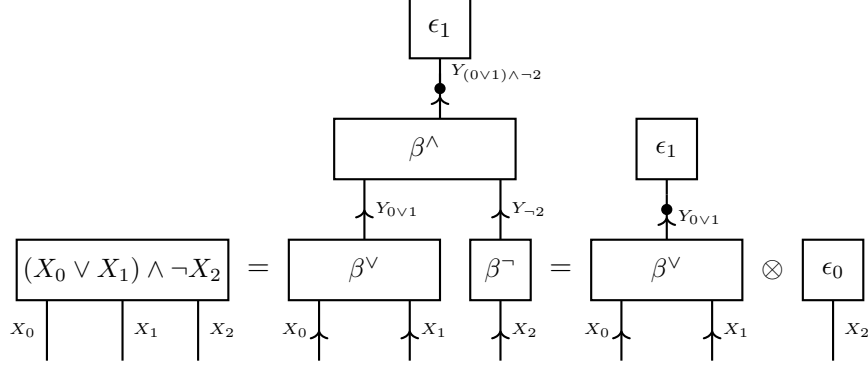 ϵ₁
Y₍₀∨₁₎∧¬₂
β^∧ ϵ₁
Y₀∨₁ Y¬₂ Y₀∨₁
(X₀ ∨ X₁) ∧ ¬X₂ = β^∨ β^¬ = β^∨ ⊗ ϵ₀
X₀ X₁ X₂ X₀ X₁ X₂ X₀ X₁ X₂